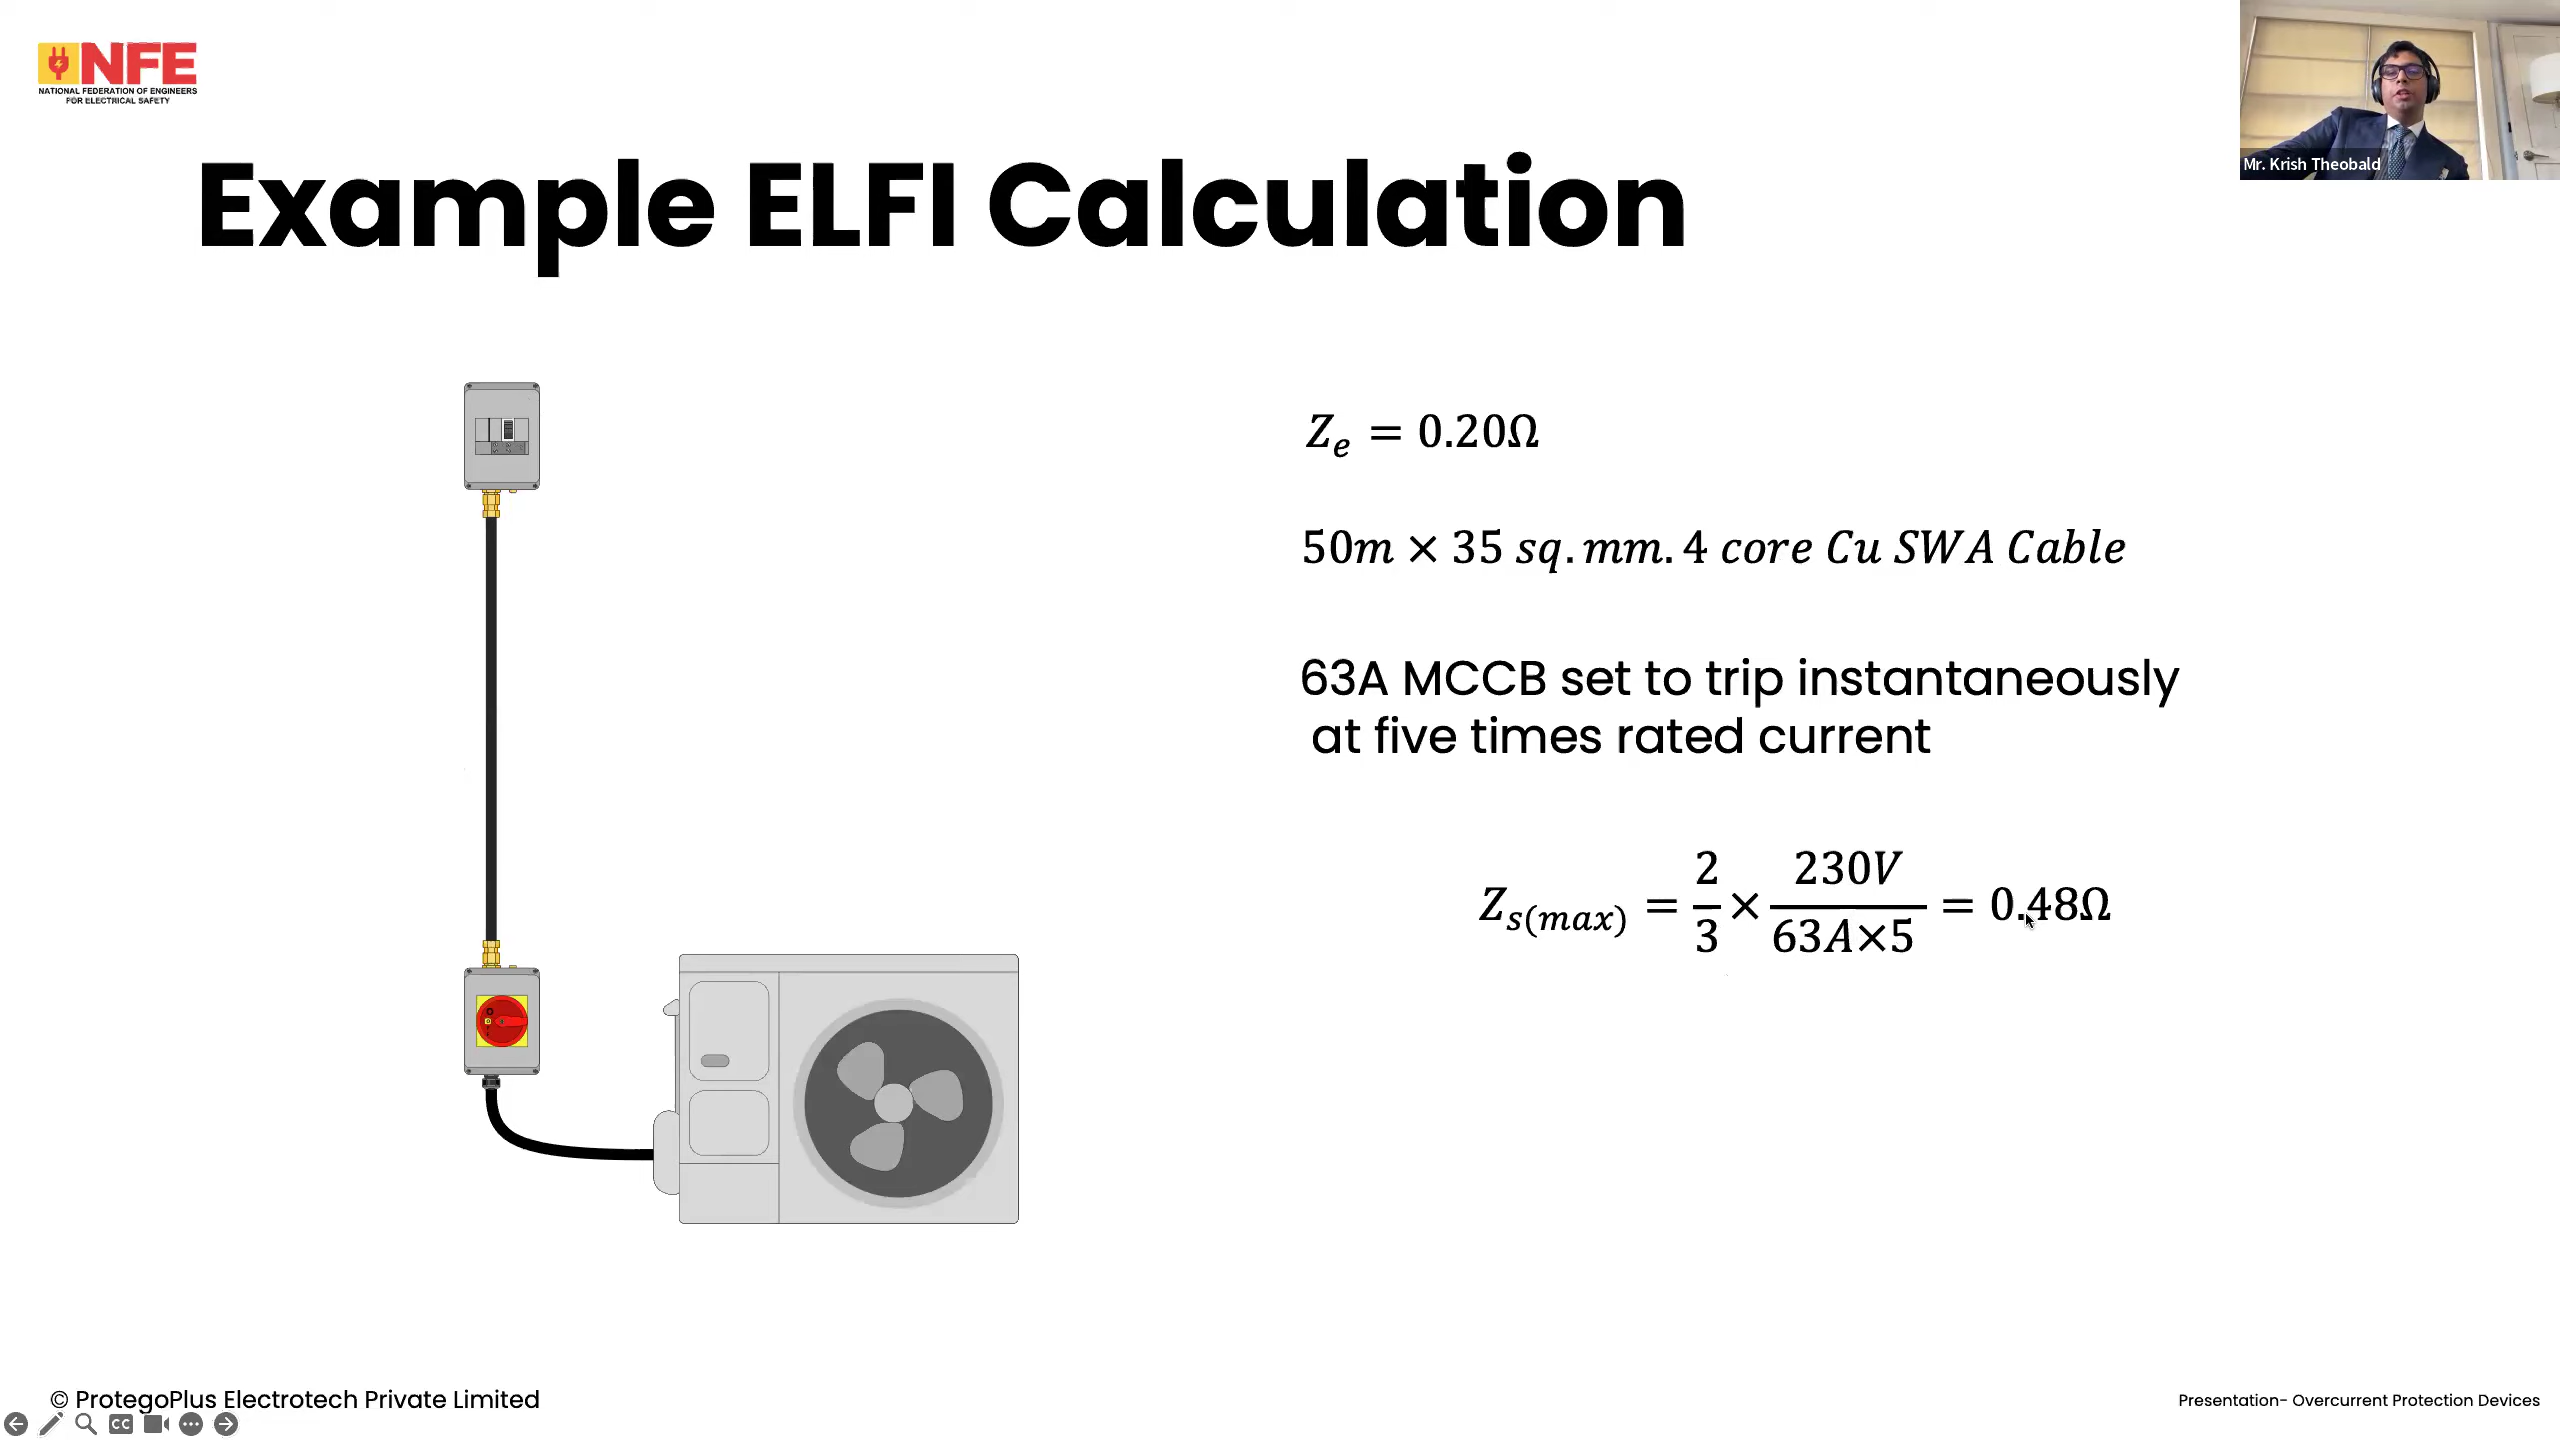 NFE
NATIONAL FEDERATION OF ENGINEERS
FOR ELECTRICAL SAFETY
Mr. Krish Theobald
Example ELFI Calculation
Z_e = 0.20Ω
50m × 35 sq.mm.4 core Cu SWA Cable
63A MCCB set to trip instantaneously
at five times rated current
Z_s(max) = 2/3 × 230V/63A×5 = 0.48Ω
© ProtegoPlus Electrotech Private Limited
Presentation- Overcurrent Protection Devices
CC